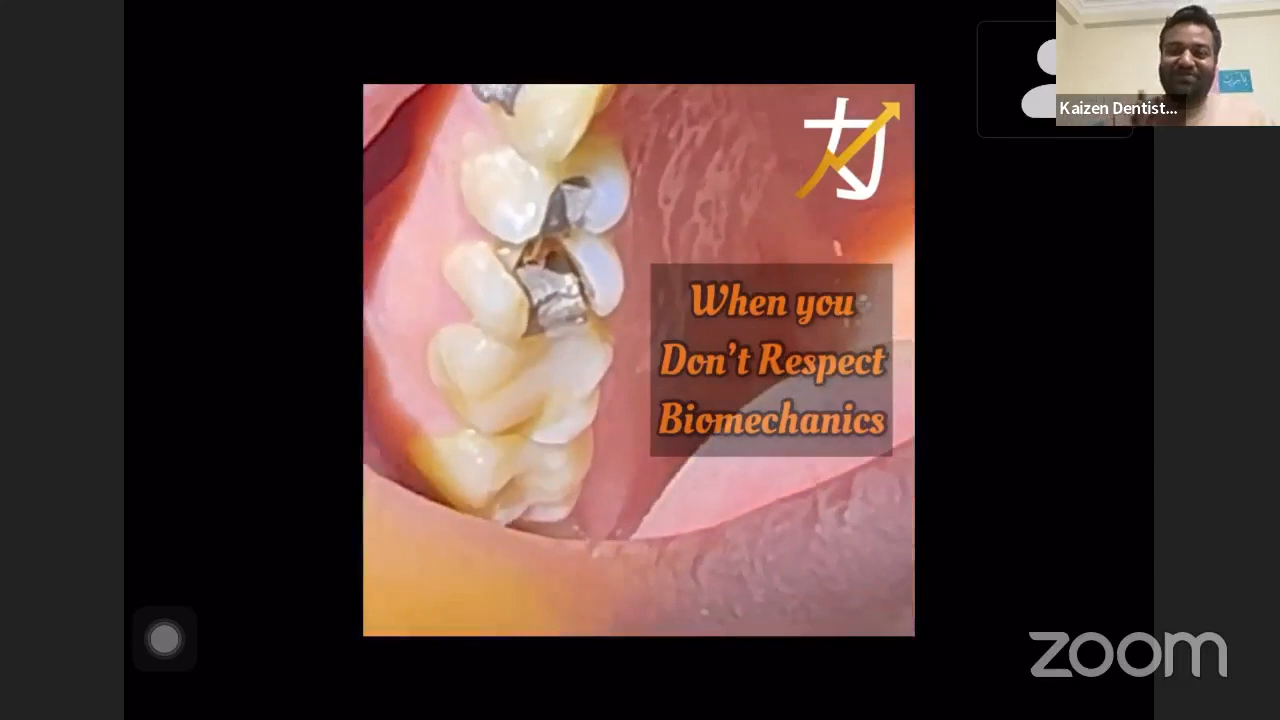 Kaizen Dentist...
When you
Don't Respect
Biomechanics
zoom